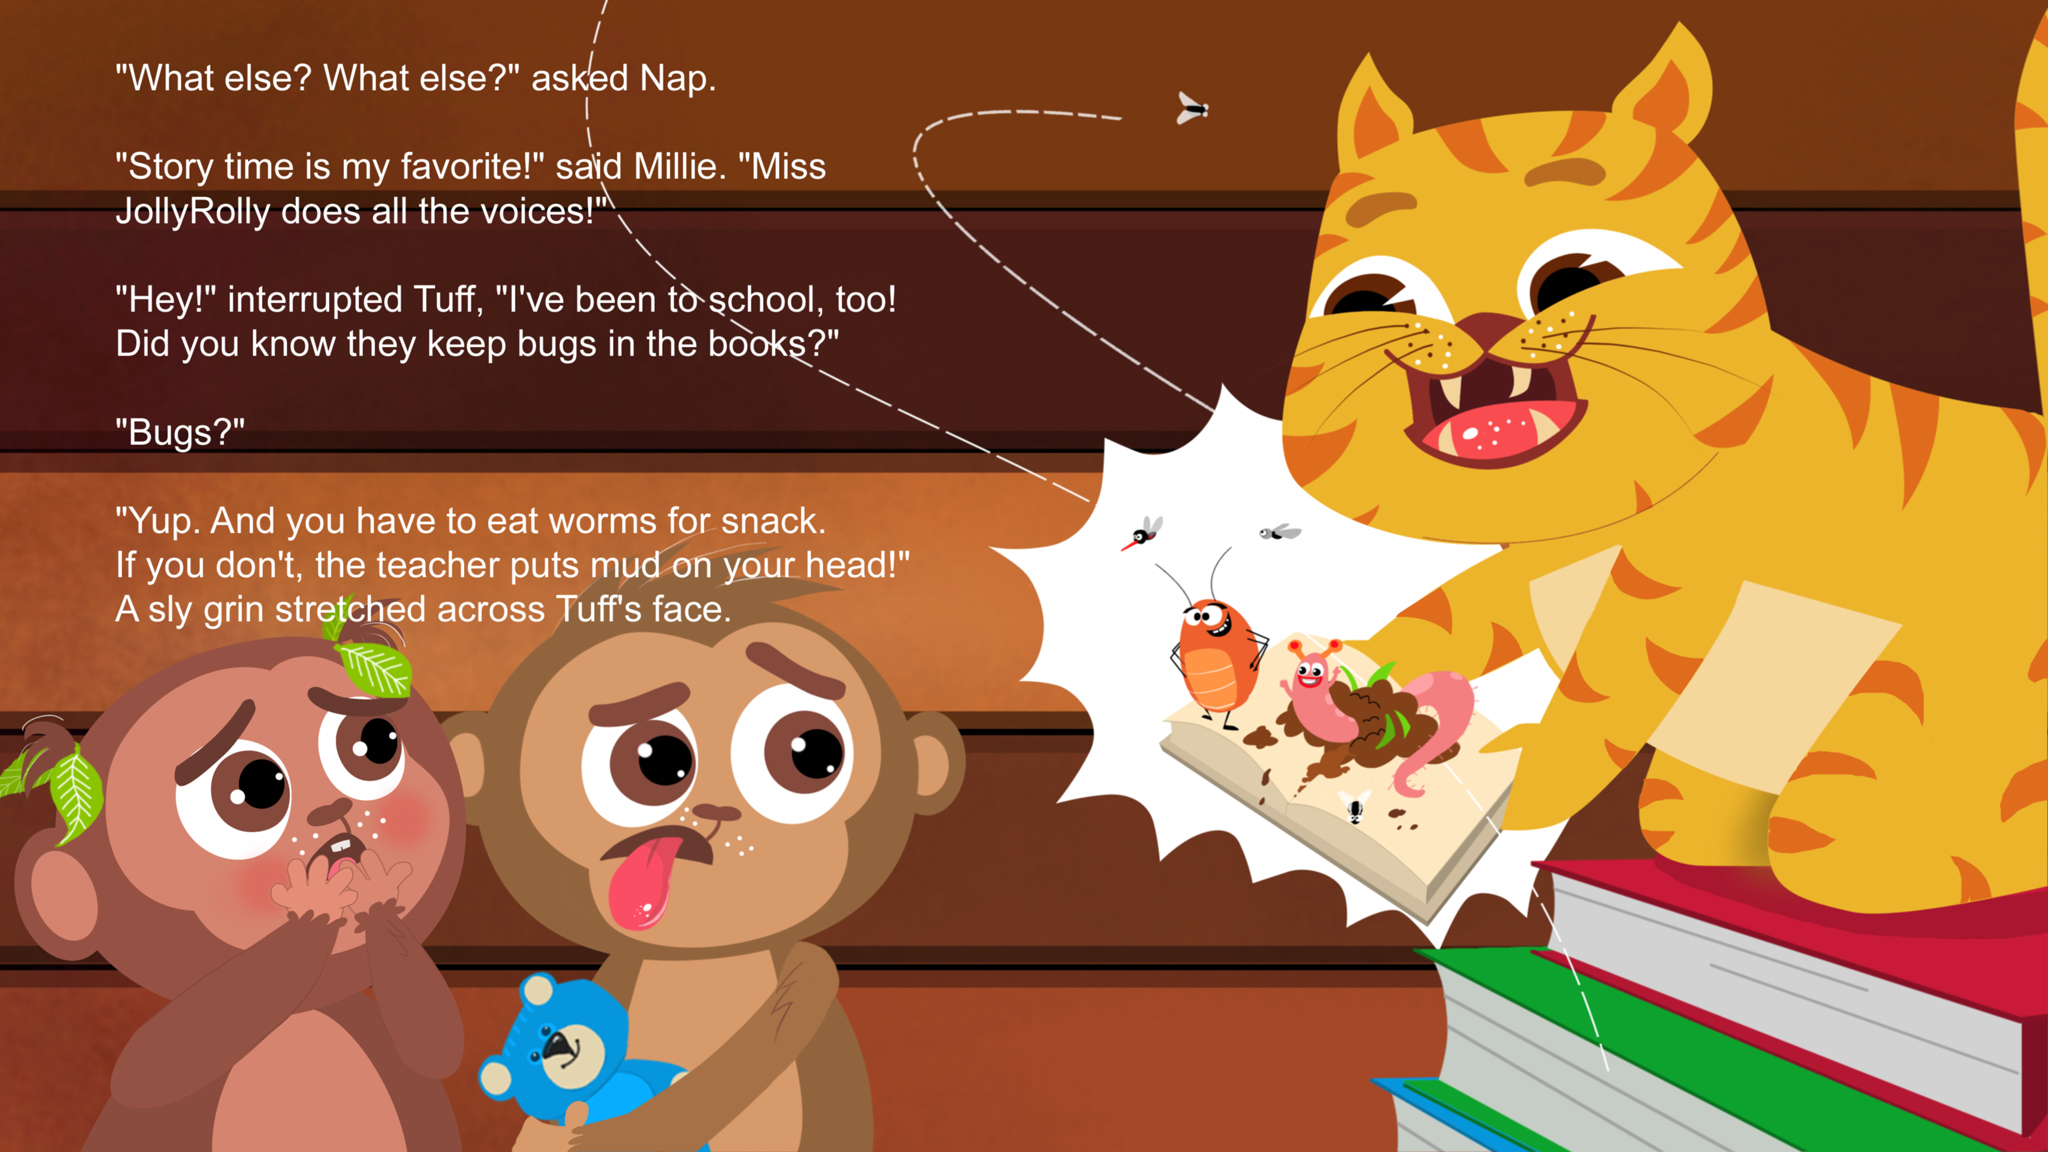 "What else? What else?" asked Nap.
"Story time is my favorite!" said Millie. "Miss
JollyRolly does all the voices!"
"Hey!" interrupted Tuff, "I've been to school, too!
Did you know they keep bugs in the books?"
"Bugs?"
"Yup. And you have to eat worms for snack.
If you don't, the teacher puts mud on your head!"
A sly grin stretched across Tuff's face.